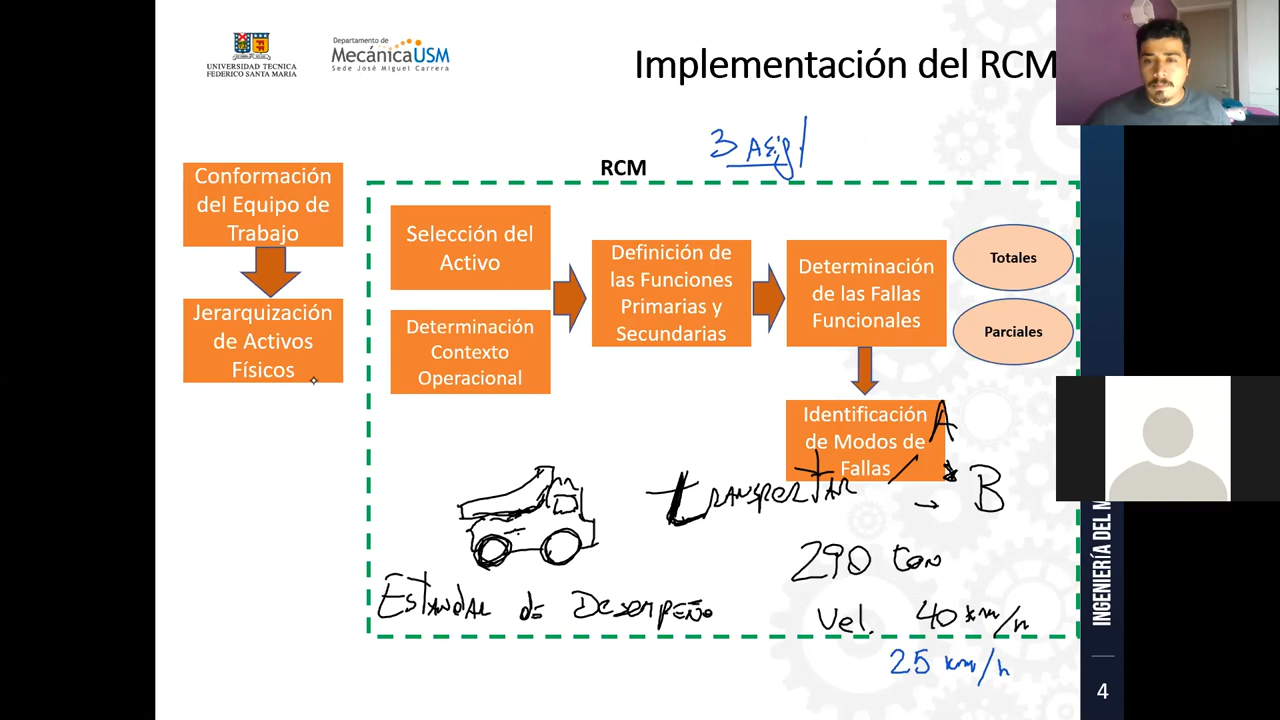 UNIVERSIDAD TECNICA
FEDERICO SANTA MARIA
Departamento de
MecánicaUSM
Sede José Miguel Carrera
Implementación del RCM
3 Asig
RCM
Conformación
del Equipo de
Trabajo
Jerarquización
de Activos
Físicos
Selección del
Activo
Determinación
Contexto
Operacional
Definición de
las Funciones
Primarias y
Secundarias
Determinación
de las Fallas
Funcionales
Totales
Parciales
Identificación
de Modos de
Fallas
A
Transportar
B
290 ton
Estandar de Desempeño
Vel. 40 km/h
25 km/h
INGENIERÍA DEL M
4